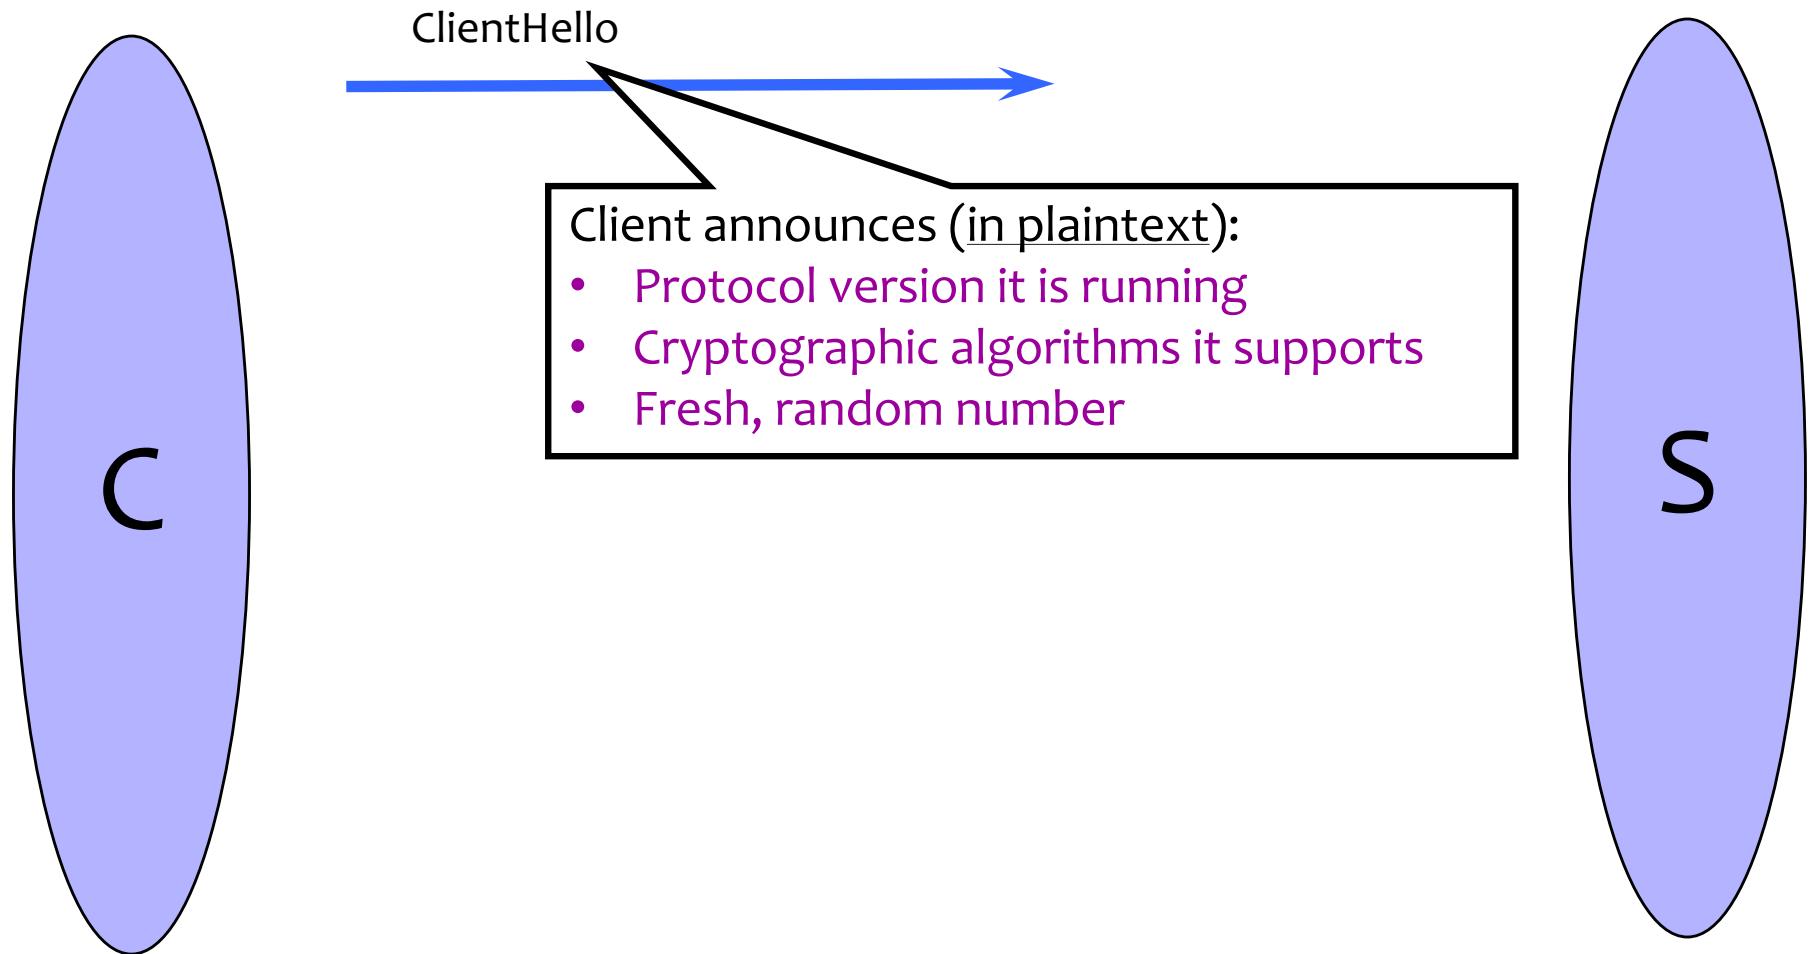 ClientHello
Client announces (in plaintext):
• Protocol version it is running
• Cryptographic algorithms it supports
• Fresh, random number
C
S